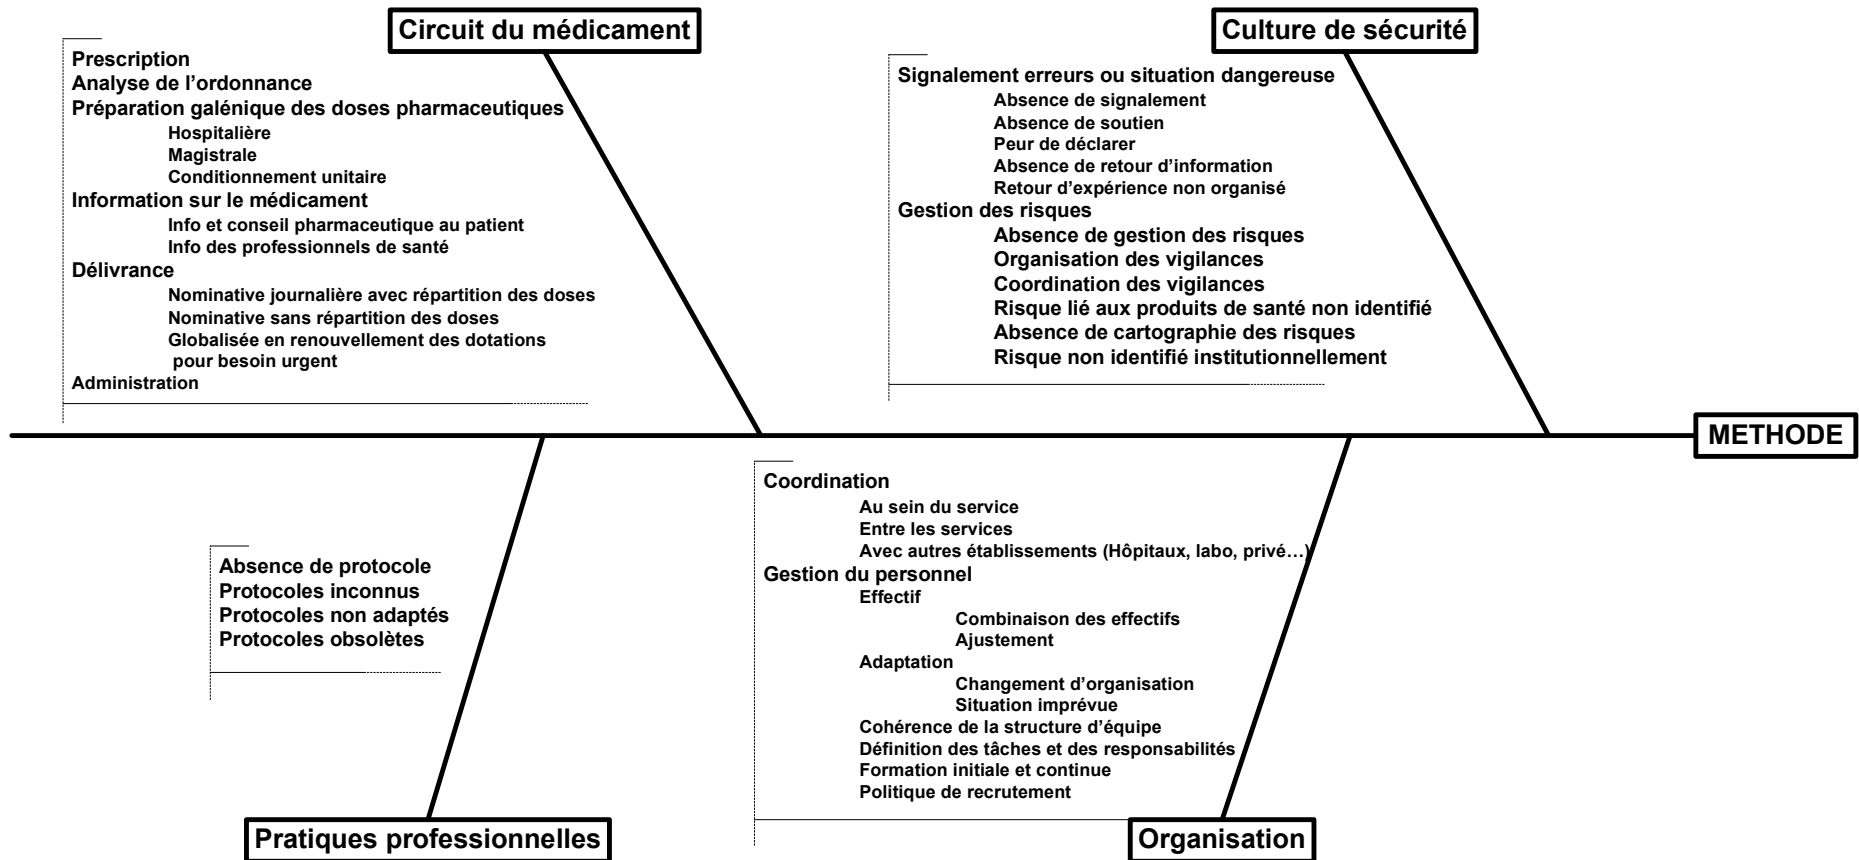 Circuit du médicament
Prescription
Analyse de l’ordonnance
Préparation galénique des doses pharmaceutiques
Hospitalière
Magistrale
Conditionnement unitaire
Information sur le médicament
Info et conseil pharmaceutique au patient
Info des professionnels de santé
Délivrance
Nominative journalière avec répartition des doses
Nominative sans répartition des doses
Globalisée en renouvellement des dotations
pour besoin urgent
Administration
Culture de sécurité
Signalement erreurs ou situation dangereuse
Absence de signalement
Absence de soutien
Peur de déclarer
Absence de retour d’information
Retour d’expérience non organisé
Gestion des risques
Absence de gestion des risques
Organisation des vigilances
Coordination des vigilances
Risque lié aux produits de santé non identifié
Absence de cartographie des risques
Risque non identifié institutionnellement
METHODE
Absence de protocole
Protocoles inconnus
Protocoles non adaptés
Protocoles obsolètes
Pratiques professionnelles
Coordination
Au sein du service
Entre les services
Avec autres établissements (Hôpitaux, labo, privé…)
Gestion du personnel
Effectif
Combinaison des effectifs
Ajustement
Adaptation
Changement d’organisation
Situation imprévue
Cohérence de la structure d’équipe
Définition des tâches et des responsabilités
Formation initiale et continue
Politique de recrutement
Organisation